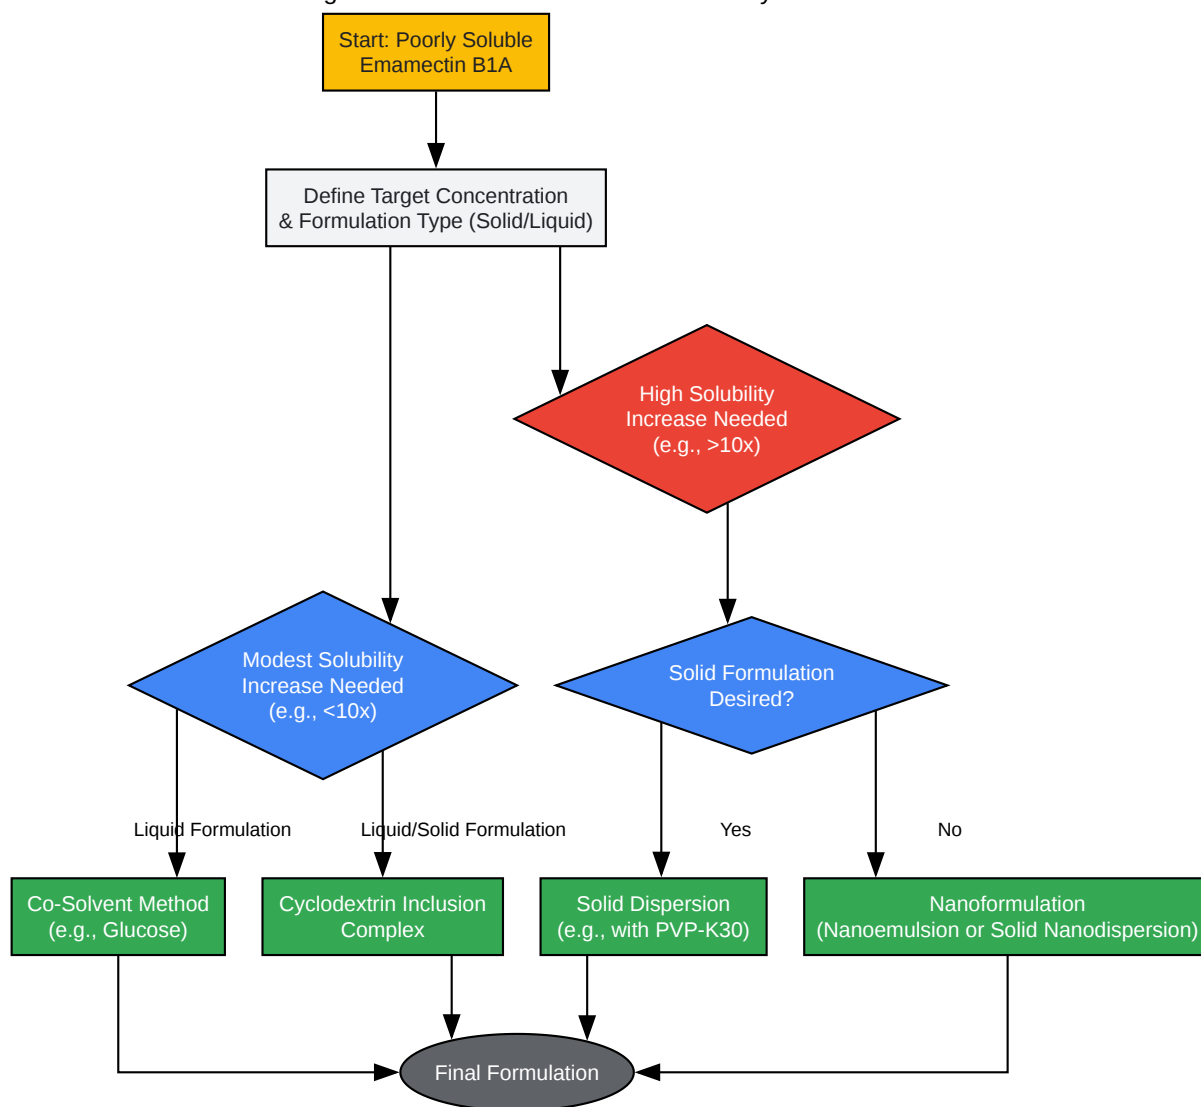 Start: Poorly Soluble
Emamectin B1A
Define Target Concentration
& Formulation Type (Solid/Liquid)
High Solubility
Increase Needed
(e.g., >10x)
Modest Solubility
Increase Needed
(e.g., <10x)
Solid Formulation
Desired?
Liquid Formulation
Liquid/Solid Formulation
Yes
No
Co-Solvent Method
(e.g., Glucose)
Cyclodextrin Inclusion
Complex
Solid Dispersion
(e.g., with PVP-K30)
Nanoformulation
(Nanoemulsion or Solid Nanodispersion)
Final Formulation